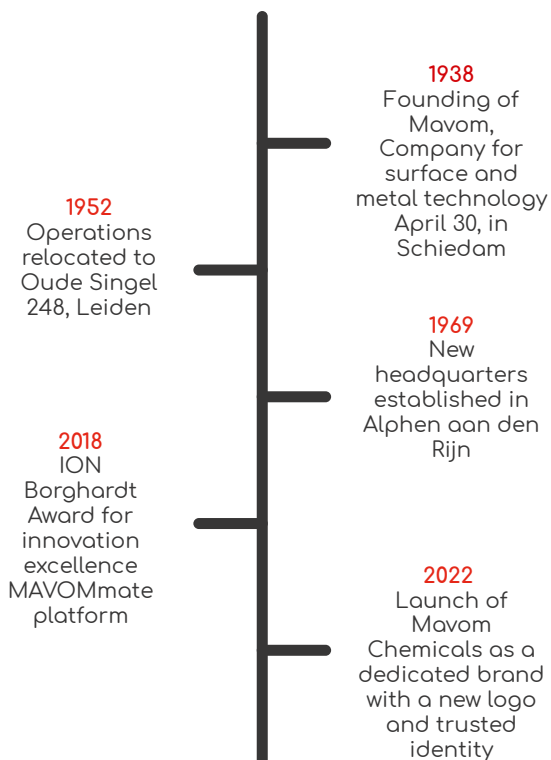 1938
Founding of
Mavom,
Company for
surface and
metal technology
April 30, in
Schiedam
1952
Operations
relocated to
Oude Singel
248, Leiden
1969
New
headquarters
established in
Alphen aan den
Rijn
2018
ION
Borghardt
Award for
innovation
excellence
MAVOMmate
platform
2022
Launch of
Mavom
Chemicals as a
dedicated brand
with a new logo
and trusted
identity